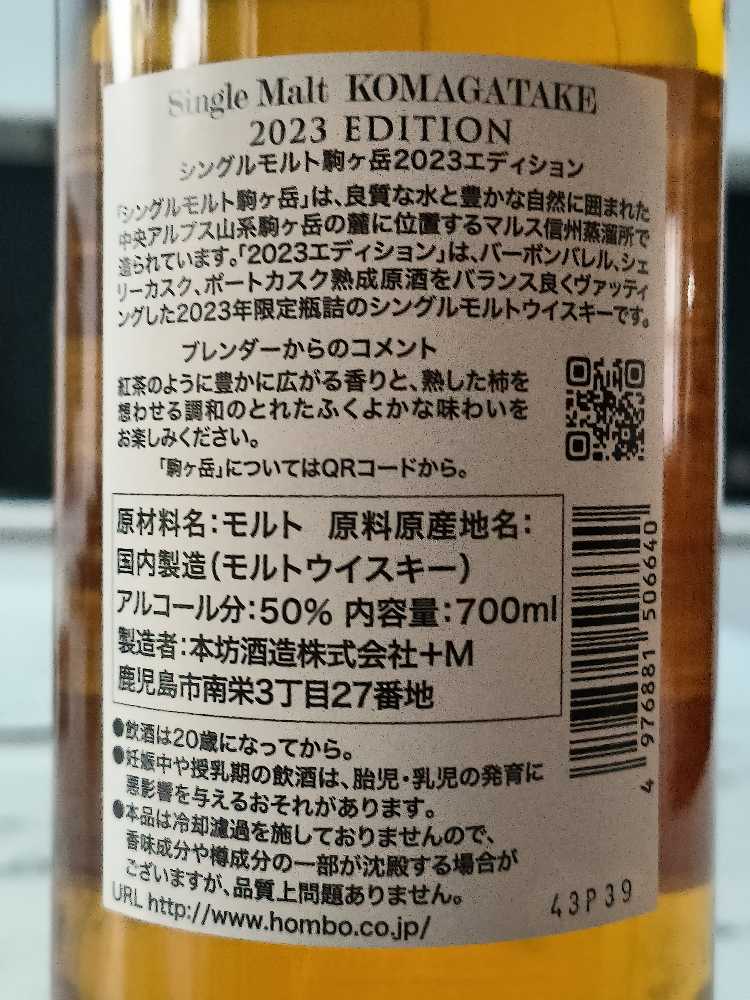 Single Malt KOMAGATAKE
2023 EDITION
シングルモルト駒ヶ岳2023エディション
「シングルモルト駒ヶ岳」は、良質な水と豊かな自然に囲まれた
中央アルプス山系駒ヶ岳の麓に位置するマルス信州蒸溜所で
造られています。「2023エディション」は、バーボンバレル、シェ
リーカスク、ポートカスク熟成原酒をバランス良くヴァッティ
ングした2023年限定瓶詰のシングルモルトウイスキーです。
ブレンダーからのコメント
紅茶のように豊かに広がる香りと、熟した柿を
想わせる調和のとれたふくよかな味わいを
お楽しみください。
「駒ヶ岳」についてはQRコードから。
原材料名:モルト 原料原産地名:
国内製造(モルトウイスキー)
アルコール分:50% 内容量:700ml
製造者:本坊酒造株式会社+M
鹿児島市南栄3丁目27番地
●飲酒は20歳になってから。
●妊娠中や授乳期の飲酒は、胎児・乳児の発育に
悪影響を与えるおそれがあります。
●本品は冷却濾過を施しておりませんので、
香味成分や樽成分の一部が沈殿する場合が
ございますが、品質上問題ありません。
URL http://www.hombo.co.jp/
4 976881 506640
43P39